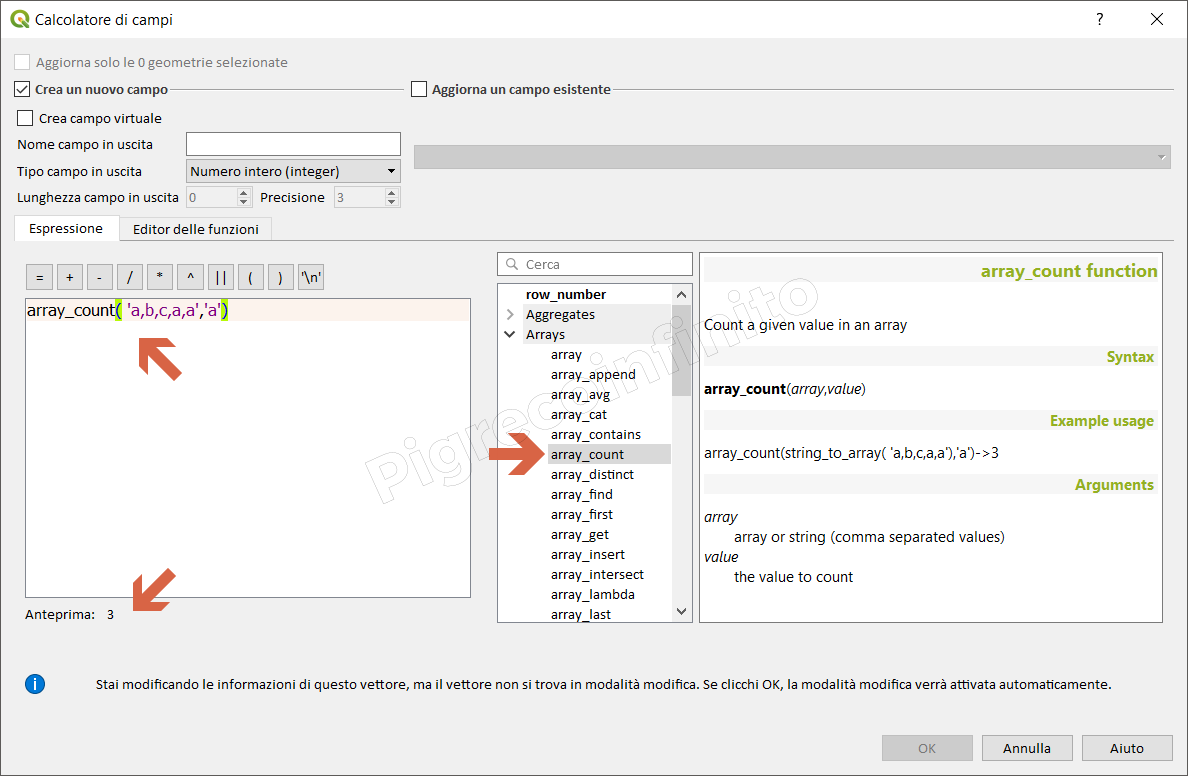 Calcolatore di campi
?
Aggiorna solo le 0 geometrie selezionate
Crea un nuovo campo
Aggiorna un campo esistente
Crea campo virtuale
Nome campo in uscita
Tipo campo in uscita Numero intero (integer)
Lunghezza campo in uscita 0 Precisione 3
Espressione Editor delle funzioni
= + - / * ^ || ( ) '\n'
array_count( 'a,b,c,a,a','a')
Anteprima: 3
Cerca
row_number
Aggregates
Arrays
array
array_append
array_avg
array_cat
array_contains
array_count
array_distinct
array_find
array_first
array_get
array_insert
array_intersect
array_lambda
array_last
array_count function
Count a given value in an array
Syntax
array_count(array,value)
Example usage
array_count(string_to_array( 'a,b,c,a,a'),'a')->3
Arguments
array
array or string (comma separated values)
value
the value to count
Pigrecoinfinito
i
Stai modificando le informazioni di questo vettore, ma il vettore non si trova in modalità modifica. Se clicchi OK, la modalità modifica verrà attivata automaticamente.
OK Annulla Aiuto